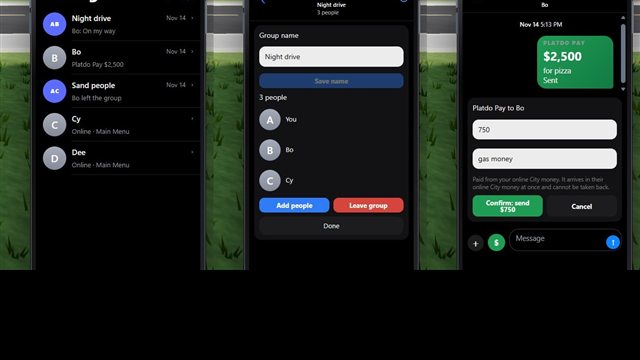 AB
Night drive
Nov 14
Bo: On my way
B
Bo
Nov 14
Platdo Pay $2,500
AC
Sand people
Nov 14
Bo left the group
C
Cy
Online · Main Menu
D
Dee
Online · Main Menu
Night drive
3 people
Group name
Night drive
Save name
3 people
A
You
B
Bo
C
Cy
Add people
Leave group
Done
Bo
Nov 14 5:13 PM
PLATDO PAY
$2,500
for pizza
Sent
Platdo Pay to Bo
750
gas money
Paid from your online City money. It arrives in their
online City money at once and cannot be taken back.
Confirm: send
$750
Cancel
+
$
Message